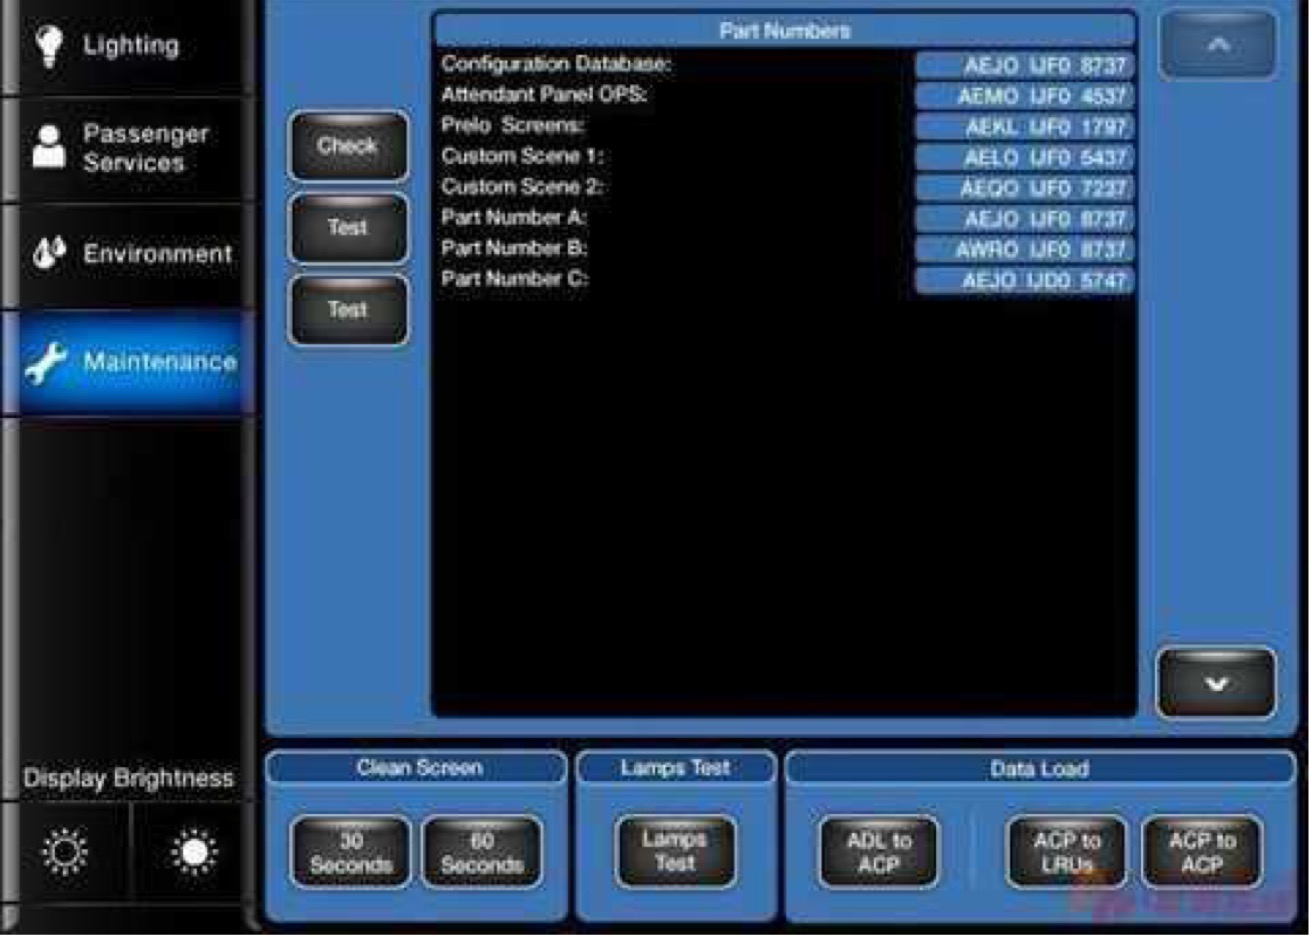 Lighting
Passenger
Services
Environment
Maintenance
Display Brightness
Check
Test
Test
Part Numbers
Configuration Database: AEJO IJF0 8737
Attendant Panel OPS: AEMO IJF0 4537
Prelo Screens: AEKL IJF0 1797
Custom Scene 1: AELO IJF0 5437
Custom Scene 2: AEQO IJF0 7237
Part Number A: AEJO IJF0 8737
Part Number B: AWRO IJF0 8737
Part Number C: AEJO IJD0 5747
Clean Screen
30
Seconds
60
Seconds
Lamps Test
Lamps
Test
Data Load
ADL to
ACP
ACP to
LRUs
ACP to
ACP